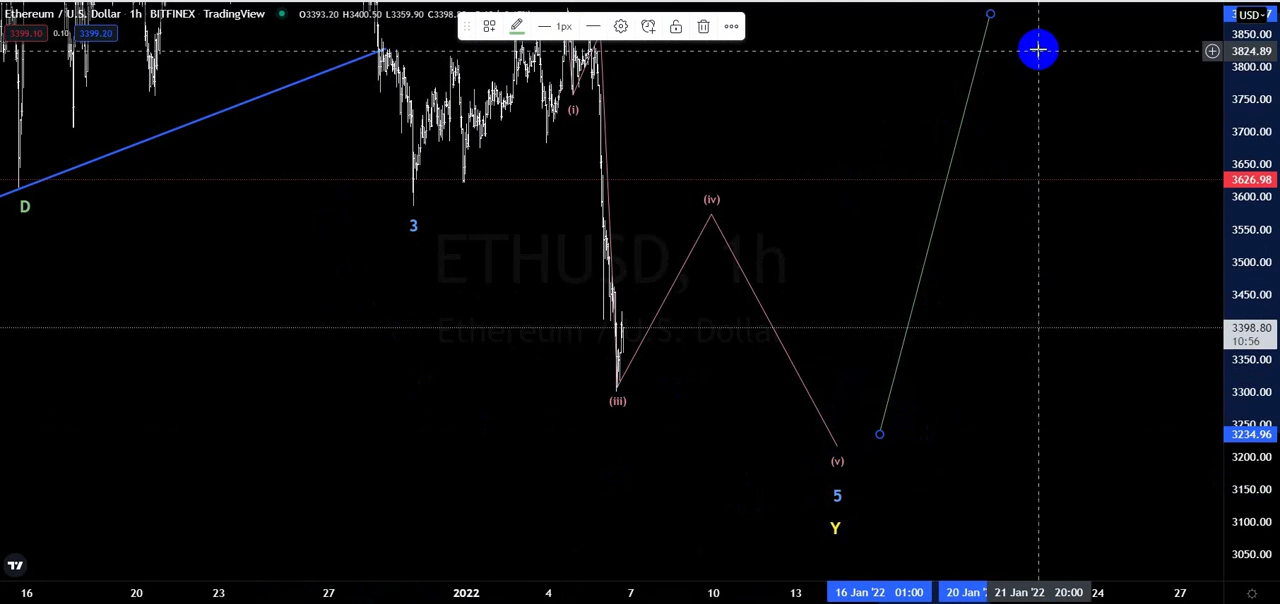 Ethereum / U.S. Dollar · 1h · BITFINEX · TradingView
O3393.20 H3400.50 L3359.90
3399.10 0.10 3399.20
1px
USD
3850.00
3824.89
3800.00
3750.00
3700.00
3650.00
3626.98
3600.00
3550.00
3500.00
3450.00
3398.80
10:56
3350.00
3300.00
3250.00
3234.96
3200.00
3150.00
3100.00
3050.00
(i)
D
(iv)
3
ETHUSD, 1h
Ethereum / U.S. Dollar
(iii)
(v)
5
Y
16 20 23 27 2022 4 7 10 13 16 Jan '22 01:00 20 Jan 21 Jan '22 20:00 24 27